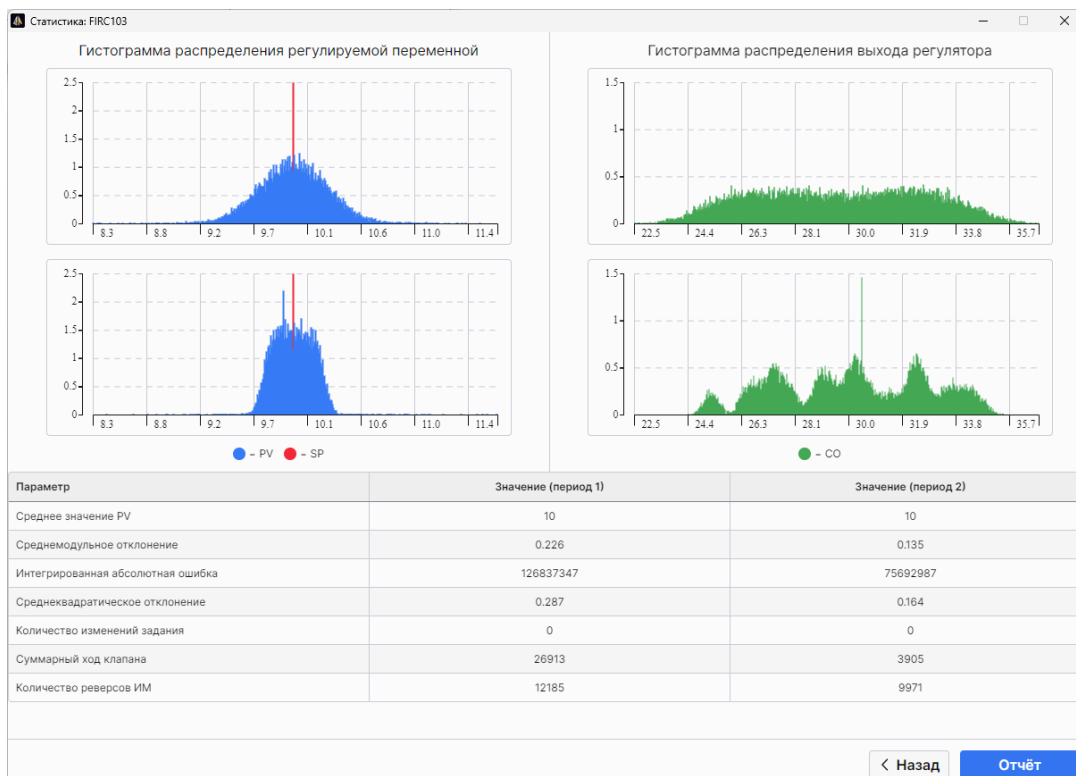 Статистика: FIRC103
Гистограмма распределения регулируемой переменной
2.5
2
1.5
1
0.5
0
8.3 8.8 9.2 9.7 10.1 10.6 11.0 11.4
2.5
2
1.5
1
0.5
0
8.3 8.8 9.2 9.7 10.1 10.6 11.0 11.4
– PV – SP
Гистограмма распределения выхода регулятора
1.5
1
0.5
0
22.5 24.4 26.3 28.1 30.0 31.9 33.8 35.7
1.5
1
0.5
0
22.5 24.4 26.3 28.1 30.0 31.9 33.8 35.7
– CO
Параметр Значение (период 1) Значение (период 2)
Среднее значение PV 10 10
Среднемодульное отклонение 0.226 0.135
Интегрированная абсолютная ошибка 126837347 75692987
Среднеквадратическое отклонение 0.287 0.164
Количество изменений задания 0 0
Суммарный ход клапана 26913 3905
Количество реверсов ИМ 12185 9971
Назад Отчёт